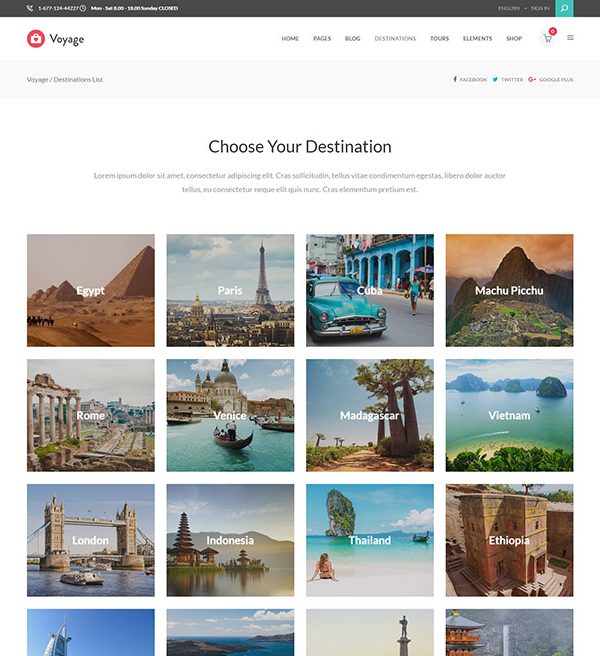 1-677-124-44227 Mon - Sat 8.00 - 18.00 Sunday CLOSED ENGLISH SIGN IN
Voyage HOME PAGES BLOG DESTINATIONS TOURS ELEMENTS SHOP 0
Voyage / Destinations List FACEBOOK TWITTER GOOGLE PLUS
Choose Your Destination
Lorem ipsum dolor sit amet, consectetur adipiscing elit. Cras sollicitudin, tellus vitae condimentum egestas, libero dolor auctor
tellus, eu consectetur neque elit quis nunc. Cras elementum pretium est.
Egypt Paris Cuba Machu Picchu
Rome Venice Madagascar Vietnam
London Indonesia Thailand Ethiopia